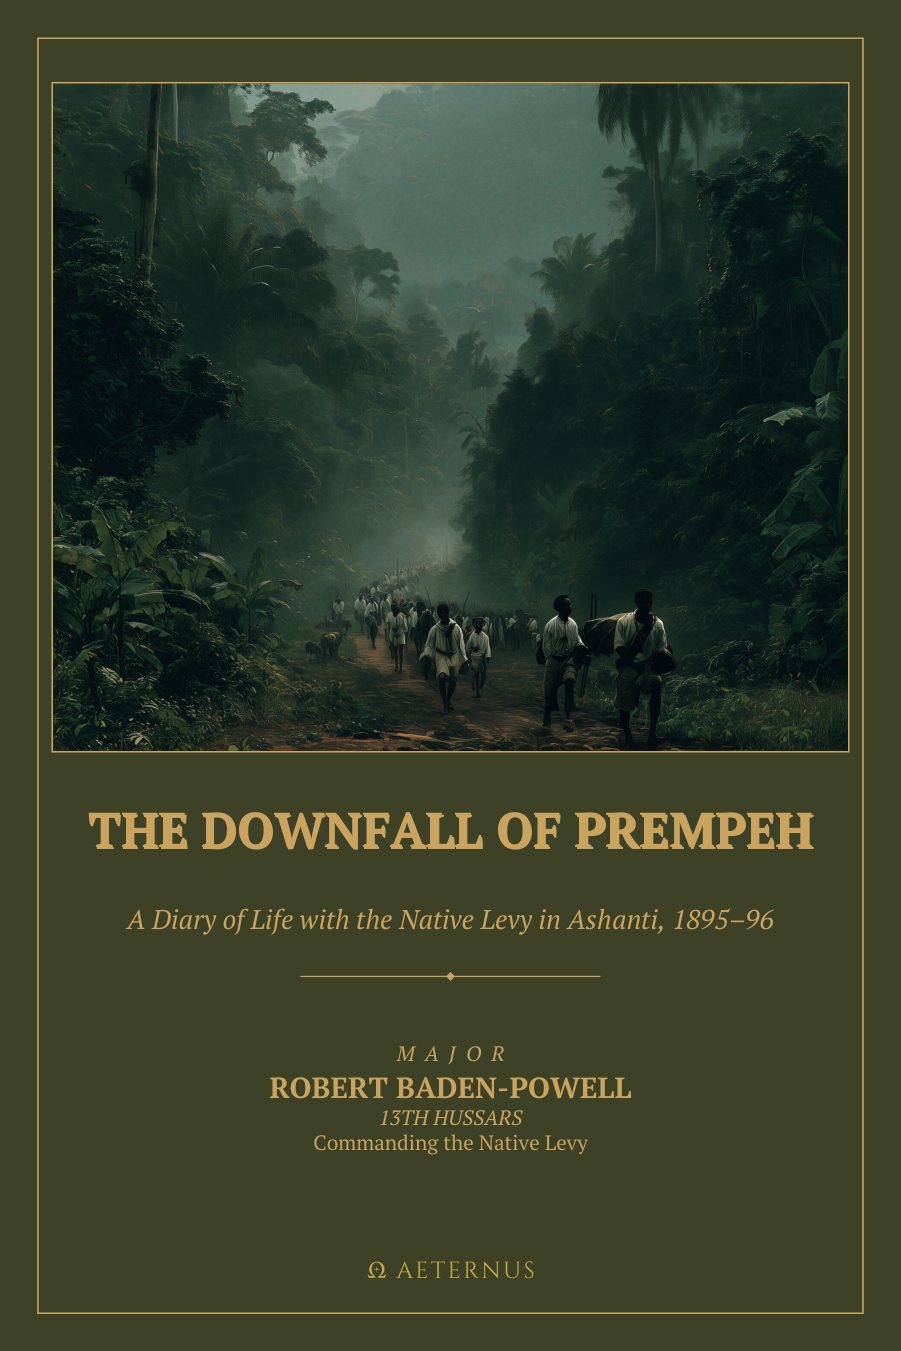 THE DOWNFALL OF PREMPEH
A Diary of Life with the Native Levy in Ashanti, 1895–96
MAJOR
ROBERT BADEN-POWELL
13TH HUSSARS
Commanding the Native Levy
Ω AETERNUS